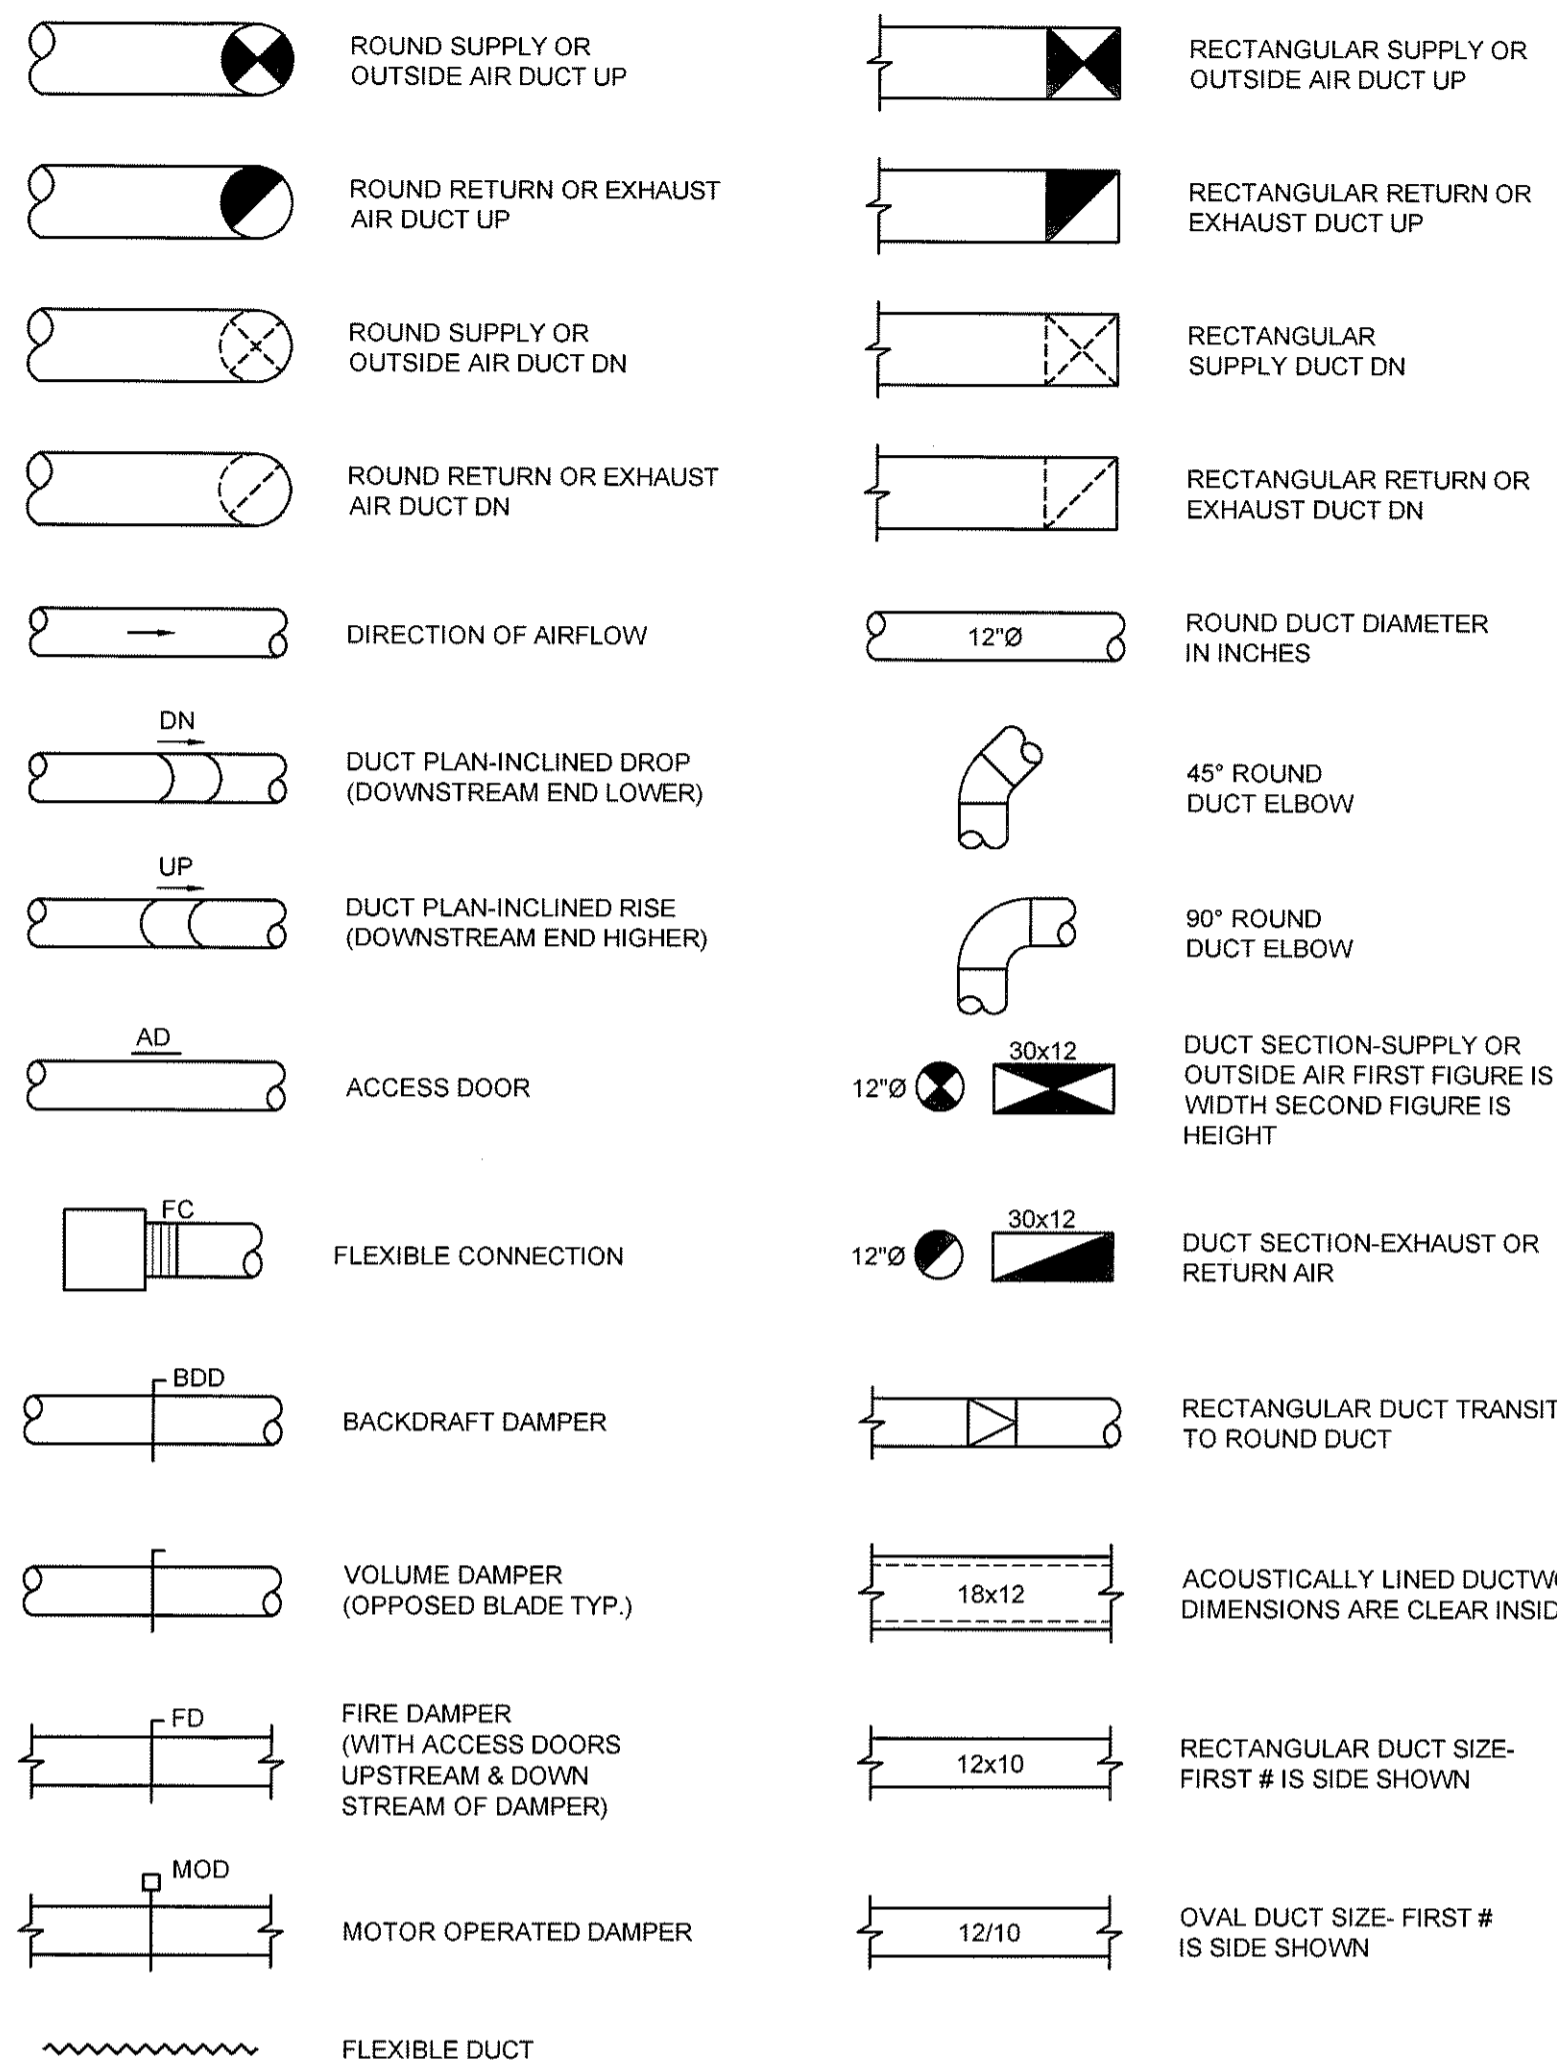 ROUND SUPPLY OR
OUTSIDE AIR DUCT UP
ROUND RETURN OR EXHAUST
AIR DUCT UP
ROUND SUPPLY OR
OUTSIDE AIR DUCT DN
ROUND RETURN OR EXHAUST
AIR DUCT DN
DIRECTION OF AIRFLOW
DN
DUCT PLAN-INCLINED DROP
(DOWNSTREAM END LOWER)
UP
DUCT PLAN-INCLINED RISE
(DOWNSTREAM END HIGHER)
AD
ACCESS DOOR
FC
FLEXIBLE CONNECTION
BDD
BACKDRAFT DAMPER
VOLUME DAMPER
(OPPOSED BLADE TYP.)
FD
FIRE DAMPER
(WITH ACCESS DOORS
UPSTREAM & DOWN
STREAM OF DAMPER)
MOD
MOTOR OPERATED DAMPER
FLEXIBLE DUCT
RECTANGULAR SUPPLY OR
OUTSIDE AIR DUCT UP
RECTANGULAR RETURN OR
EXHAUST DUCT UP
RECTANGULAR
SUPPLY DUCT DN
RECTANGULAR RETURN OR
EXHAUST DUCT DN
12"Ø
ROUND DUCT DIAMETER
IN INCHES
45° ROUND
DUCT ELBOW
90° ROUND
DUCT ELBOW
12"Ø
30x12
DUCT SECTION-SUPPLY OR
OUTSIDE AIR FIRST FIGURE IS
WIDTH SECOND FIGURE IS
HEIGHT
12"Ø
30x12
DUCT SECTION-EXHAUST OR
RETURN AIR
RECTANGULAR DUCT TRANSIT
TO ROUND DUCT
18x12
ACOUSTICALLY LINED DUCTWO
DIMENSIONS ARE CLEAR INSID
12x10
RECTANGULAR DUCT SIZE-
FIRST # IS SIDE SHOWN
12/10
OVAL DUCT SIZE- FIRST #
IS SIDE SHOWN